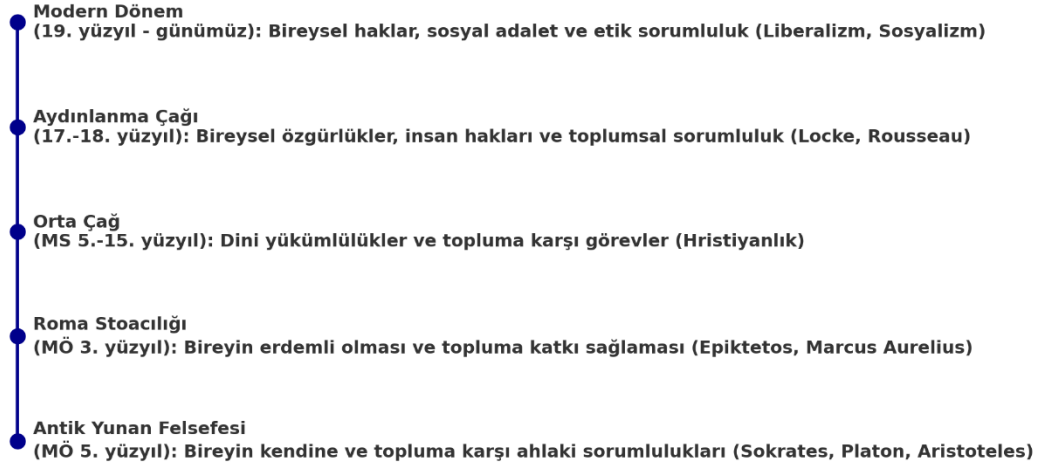 Modern Dönem
(19. yüzyıl - günümüz): Bireysel haklar, sosyal adalet ve etik sorumluluk (Liberalizm, Sosyalizm)
Aydınlanma Çağı
(17.-18. yüzyıl): Bireysel özgürlükler, insan hakları ve toplumsal sorumluluk (Locke, Rousseau)
Orta Çağ
(MS 5.-15. yüzyıl): Dini yükümlülükler ve topluma karşı görevler (Hristiyanlık)
Roma Stoacılığı
(MÖ 3. yüzyıl): Bireyin erdemli olması ve topluma katkı sağlaması (Epiktetos, Marcus Aurelius)
Antik Yunan Felsefesi
(MÖ 5. yüzyıl): Bireyin kendine ve topluma karşı ahlaki sorumlulukları (Sokrates, Platon, Aristoteles)